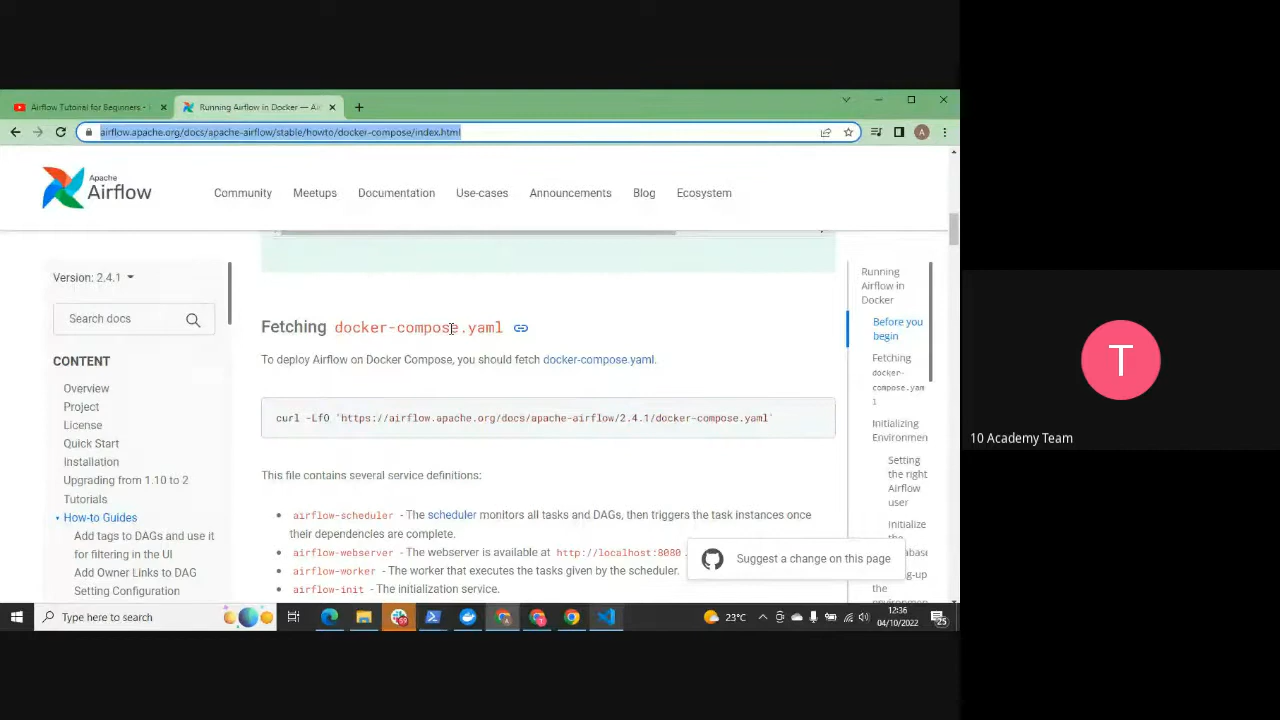 Airflow Tutorial for Beginners -
Running Airflow in Docker — Air
airflow.apache.org/docs/apache-airflow/stable/howto/docker-compose/index.html
A
Apache
Airflow
Community
Meetups
Documentation
Use-cases
Announcements
Blog
Ecosystem
Version: 2.4.1
Search docs
CONTENT
Overview
Project
License
Quick Start
Installation
Upgrading from 1.10 to 2
Tutorials
How-to Guides
Add tags to DAGs and use it
for filtering in the UI
Add Owner Links to DAG
Setting Configuration
Fetching docker-compose.yaml
To deploy Airflow on Docker Compose, you should fetch docker-compose.yaml.
curl -LfO 'https://airflow.apache.org/docs/apache-airflow/2.4.1/docker-compose.yaml'
This file contains several service definitions:
airflow-scheduler - The scheduler monitors all tasks and DAGs, then triggers the task instances once
their dependencies are complete.
airflow-webserver - The webserver is available at http://localhost:8080
airflow-worker - The worker that executes the tasks given by the scheduler.
airflow-init - The initialization service.
Suggest a change on this page
Running
Airflow in
Docker
Before you
begin
Fetching
docker-
compose.yam
l
Initializing
Environmen
Setting
the right
Airflow
user
Initialize
the
Type here to search
23°C
12:36
04/10/2022
25
T
10 Academy Team